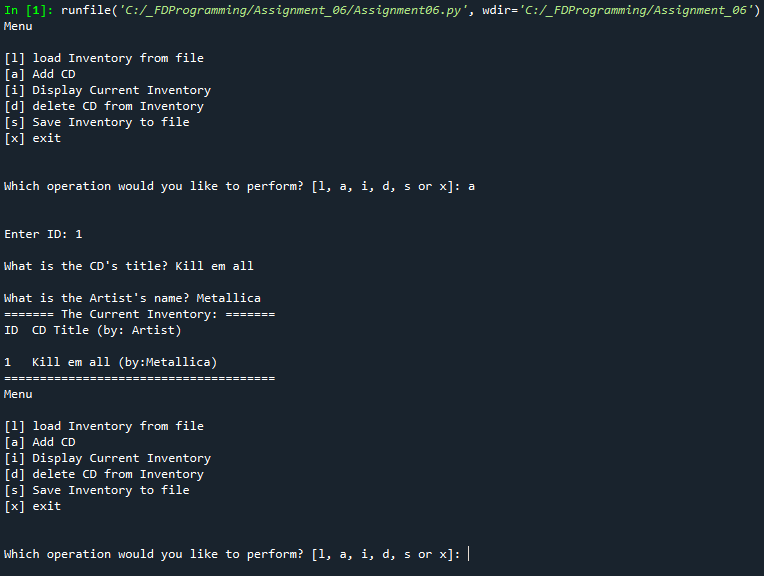 In [1]: runfile('C:/_FDProgramming/Assignment_06/Assignment06.py', wdir='C:/_FDProgramming/Assignment_06')
Menu
[l] load Inventory from file
[a] Add CD
[i] Display Current Inventory
[d] delete CD from Inventory
[s] Save Inventory to file
[x] exit
Which operation would you like to perform? [l, a, i, d, s or x]: a
Enter ID: 1
What is the CD's title? Kill em all
What is the Artist's name? Metallica
======= The Current Inventory: =======
ID  CD Title (by: Artist)
1   Kill em all (by:Metallica)
======================================
Menu
[l] load Inventory from file
[a] Add CD
[i] Display Current Inventory
[d] delete CD from Inventory
[s] Save Inventory to file
[x] exit
Which operation would you like to perform? [l, a, i, d, s or x]: